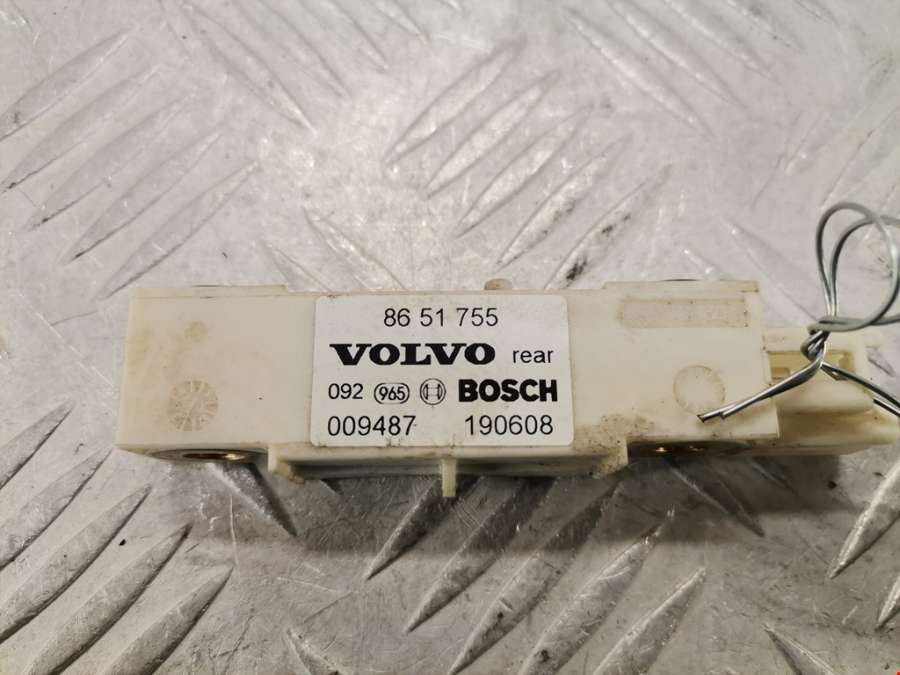 86 51 755
VOLVO rear
092 965 BOSCH
009487 190608